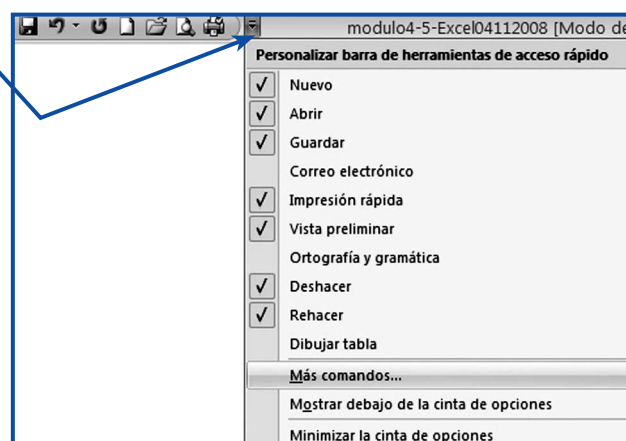 modulo4-5-Excel04112008 [Modo de
Personalizar barra de herramientas de acceso rápido
Nuevo
Abrir
Guardar
Correo electrónico
Impresión rápida
Vista preliminar
Ortografía y gramática
Deshacer
Rehacer
Dibujar tabla
Más comandos...
Mostrar debajo de la cinta de opciones
Minimizar la cinta de opciones